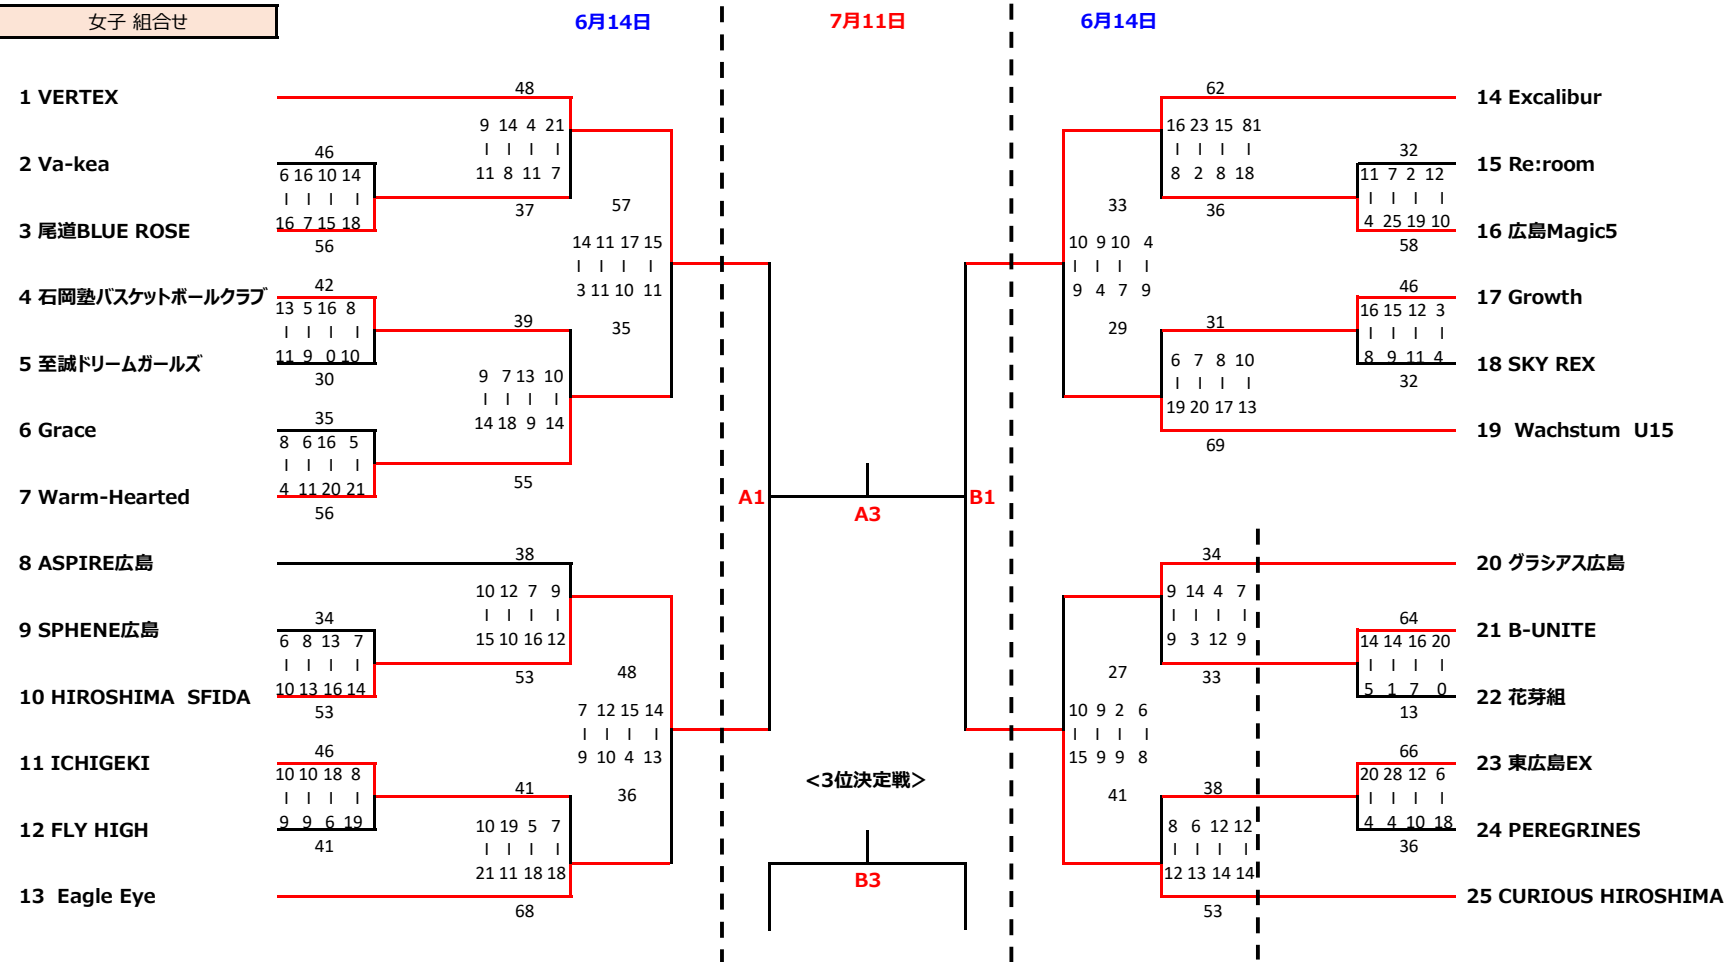 女子 組合せ
6月14日
7月11日
6月14日
48
62
1 VERTEX
14 Excalibur
9 14 4 21
16 23 15 81
I I I I
I I I I
11 8 11 7
8 2 8 18
37
36
46
32
2 Va-kea
15 Re:room
6 16 10 14
11 7 2 12
I I I I
I I I I
16 7 15 18
4 25 19 10
3 尾道BLUE ROSE
16 広島Magic5
56
58
57
33
14 11 17 15
10 9 10 4
I I I I
I I I I
3 11 10 11
9 4 7 9
35
29
42
46
4 石岡塾バスケットボールクラブ
17 Growth
13 5 16 8
16 15 12 3
I I I I
I I I I
11 9 0 10
8 9 11 4
5 至誠ドリームガールズ
18 SKY REX
30
32
39
31
9 7 13 10
6 7 8 10
I I I I
I I I I
14 18 9 14
19 20 17 13
55
69
35
6 Grace
19 Wachstum U15
8 6 16 5
I I I I
4 11 20 21
7 Warm-Hearted
56
A1
A3
B1
38
34
8 ASPIRE広島
20 グラシアス広島
10 12 7 9
9 14 4 7
I I I I
I I I I
15 10 16 12
9 3 12 9
53
33
34
64
9 SPHENE広島
21 B-UNITE
6 8 13 7
14 14 16 20
I I I I
I I I I
10 13 16 14
5 1 7 0
10 HIROSHIMA SFIDA
22 花芽組
53
13
48
27
7 12 15 14
10 9 2 6
I I I I
I I I I
9 10 4 13
15 9 9 8
36
41
46
66
11 ICHIGEKI
23 東広島EX
10 10 18 8
20 28 12 6
I I I I
I I I I
9 9 6 19
4 4 10 18
12 FLY HIGH
24 PEREGRINES
41
36
<3位決定戦>
B3
41
38
10 19 5 7
8 6 12 12
I I I I
I I I I
21 11 18 18
12 13 14 14
13 Eagle Eye
25 CURIOUS HIROSHIMA
68
53